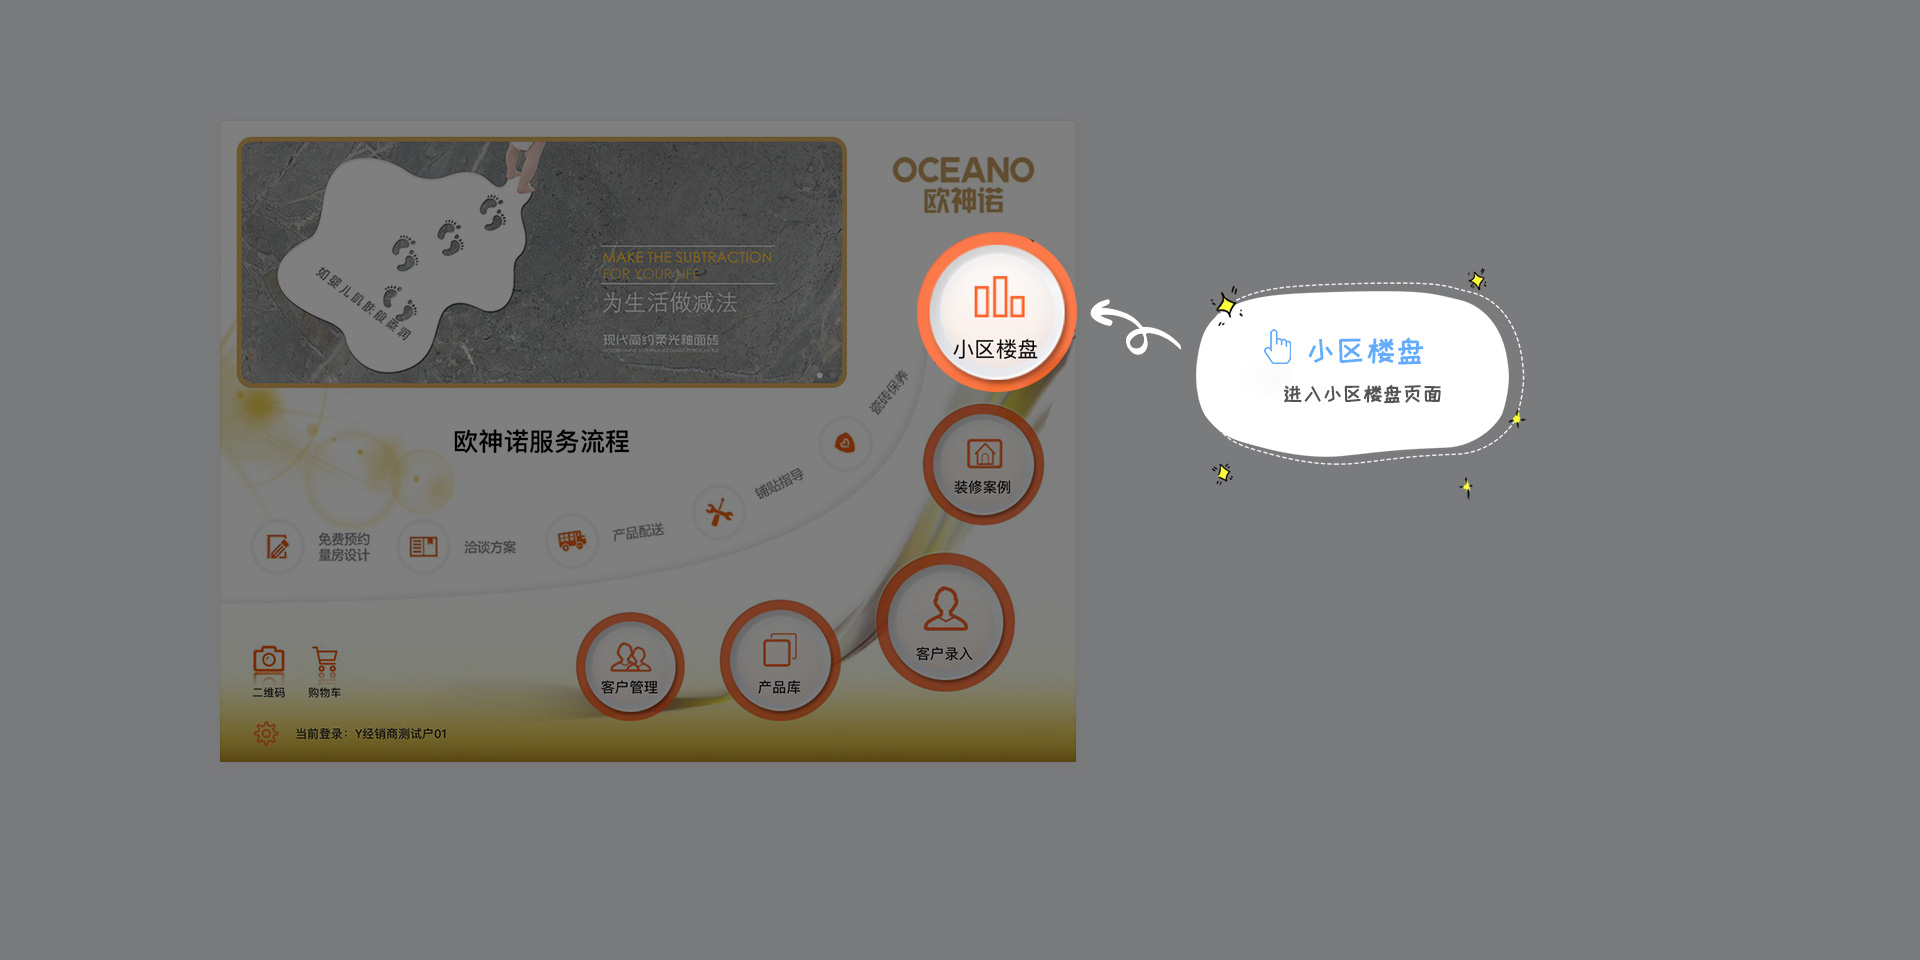 OCEANO
欧神诺
如婴儿肌肤般柔润
MAKE THE SUBTRACTION
FOR YOUR LIFE
为生活做减法
现代简约柔光釉面砖
小区楼盘
小区楼盘
进入小区楼盘页面
欧神诺服务流程
瓷砖保养
装修案例
铺贴指导
产品配送
免费预约
量房设计
洽谈方案
客户录入
客户管理
产品库
二维码
购物车
当前登录：Y经销商测试户01